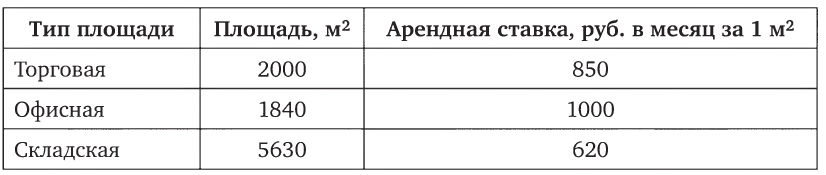 Тип площади Площадь, м² Арендная ставка, руб. в месяц за 1 м²
Торговая 2000 850
Офисная 1840 1000
Складская 5630 620